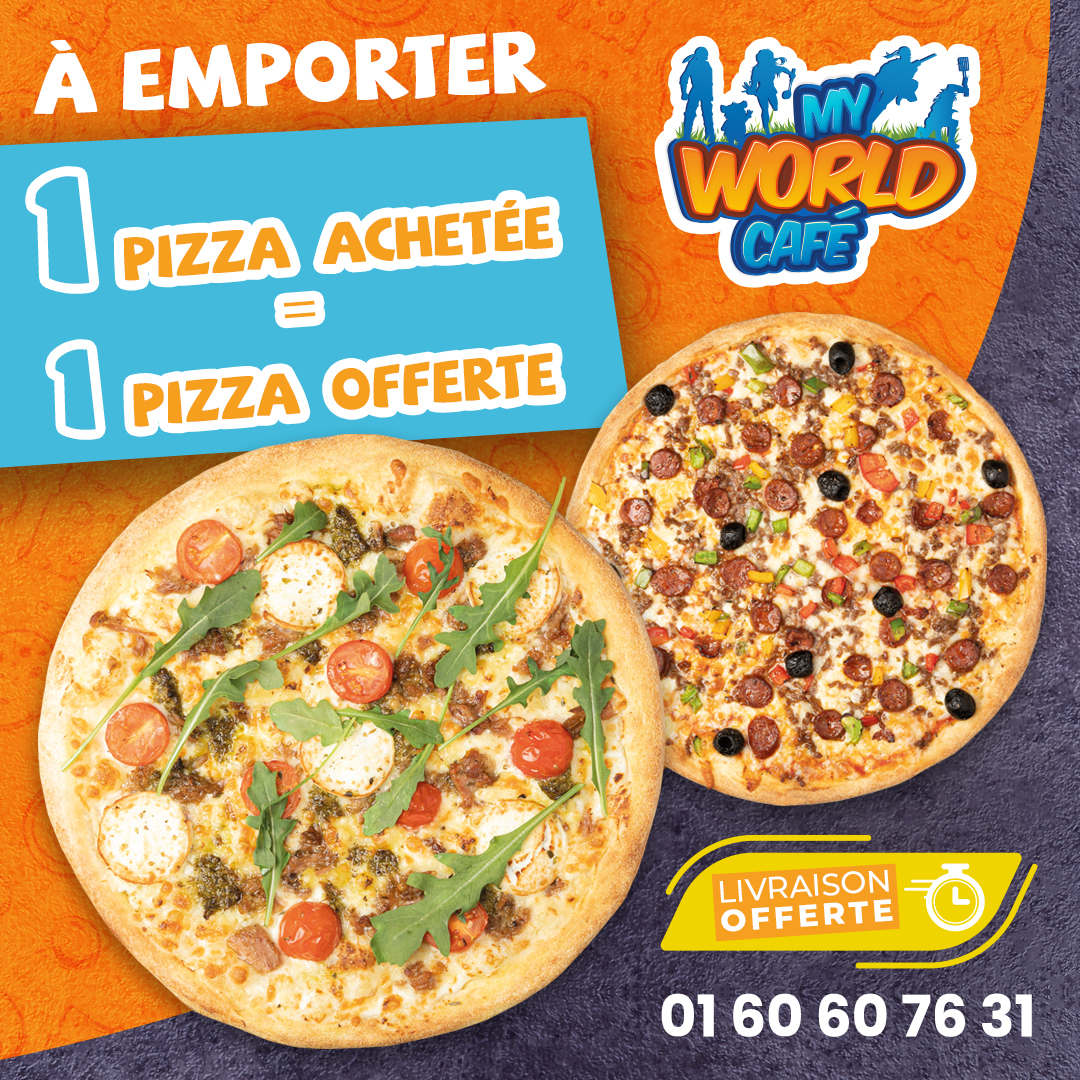 À EMPORTER
1 PIZZA ACHETÉE
=
1 PIZZA OFFERTE
MY
WORLD
CAFÉ
LIVRAISON
OFFERTE
01 60 60 76 31